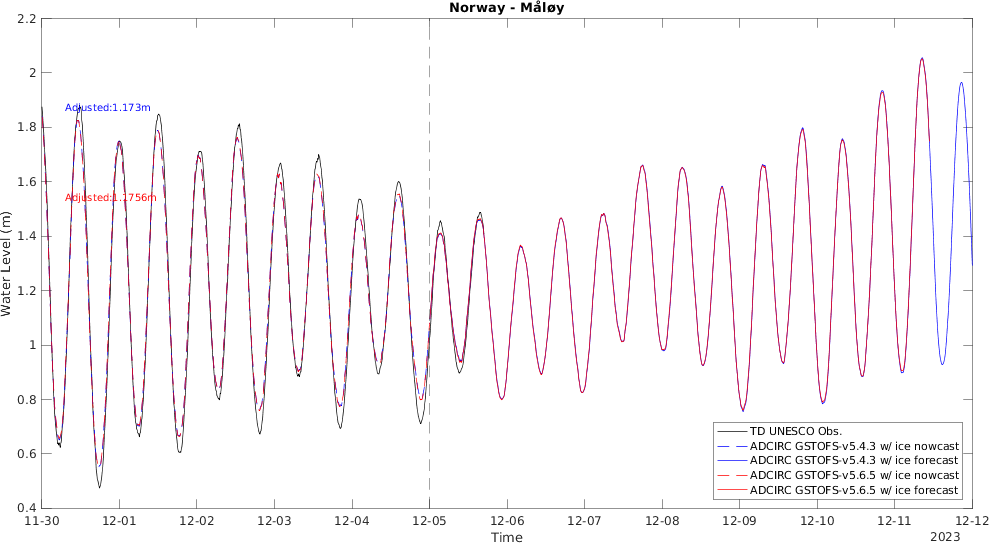 Norway - Måløy
2.2
2
1.8
1.6
1.4
1.2
1
0.8
0.6
0.4
Water Level (m)
Adjusted:1.173m
Adjusted:1.1756m
TD UNESCO Obs.
ADCIRC GSTOFS-v5.4.3 w/ ice nowcast
ADCIRC GSTOFS-v5.4.3 w/ ice forecast
ADCIRC GSTOFS-v5.6.5 w/ ice nowcast
ADCIRC GSTOFS-v5.6.5 w/ ice forecast
11-30 12-01 12-02 12-03 12-04 12-05 12-06 12-07 12-08 12-09 12-10 12-11 12-12
Time
2023